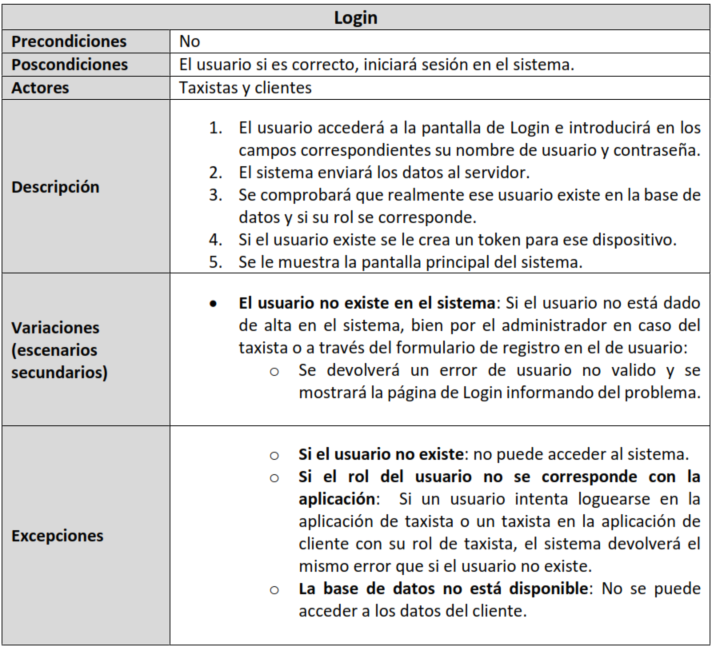 Login
Precondiciones No
Poscondiciones El usuario si es correcto, iniciará sesión en el sistema.
Actores Taxistas y clientes
Descripción
1. El usuario accederá a la pantalla de Login e introducirá en los
campos correspondientes su nombre de usuario y contraseña.
2. El sistema enviará los datos al servidor.
3. Se comprobará que realmente ese usuario existe en la base de
datos y si su rol se corresponde.
4. Si el usuario existe se le crea un token para ese dispositivo.
5. Se le muestra la pantalla principal del sistema.
Variaciones
(escenarios
secundarios)
• El usuario no existe en el sistema: Si el usuario no está dado
de alta en el sistema, bien por el administrador en caso del
taxista o a través del formulario de registro en el de usuario:
o Se devolverá un error de usuario no valido y se
mostrará la página de Login informando del problema.
Excepciones
o Si el usuario no existe: no puede acceder al sistema.
o Si el rol del usuario no se corresponde con la
aplicación: Si un usuario intenta loguearse en la
aplicación de taxista o un taxista en la aplicación de
cliente con su rol de taxista, el sistema devolverá el
mismo error que si el usuario no existe.
o La base de datos no está disponible: No se puede
acceder a los datos del cliente.